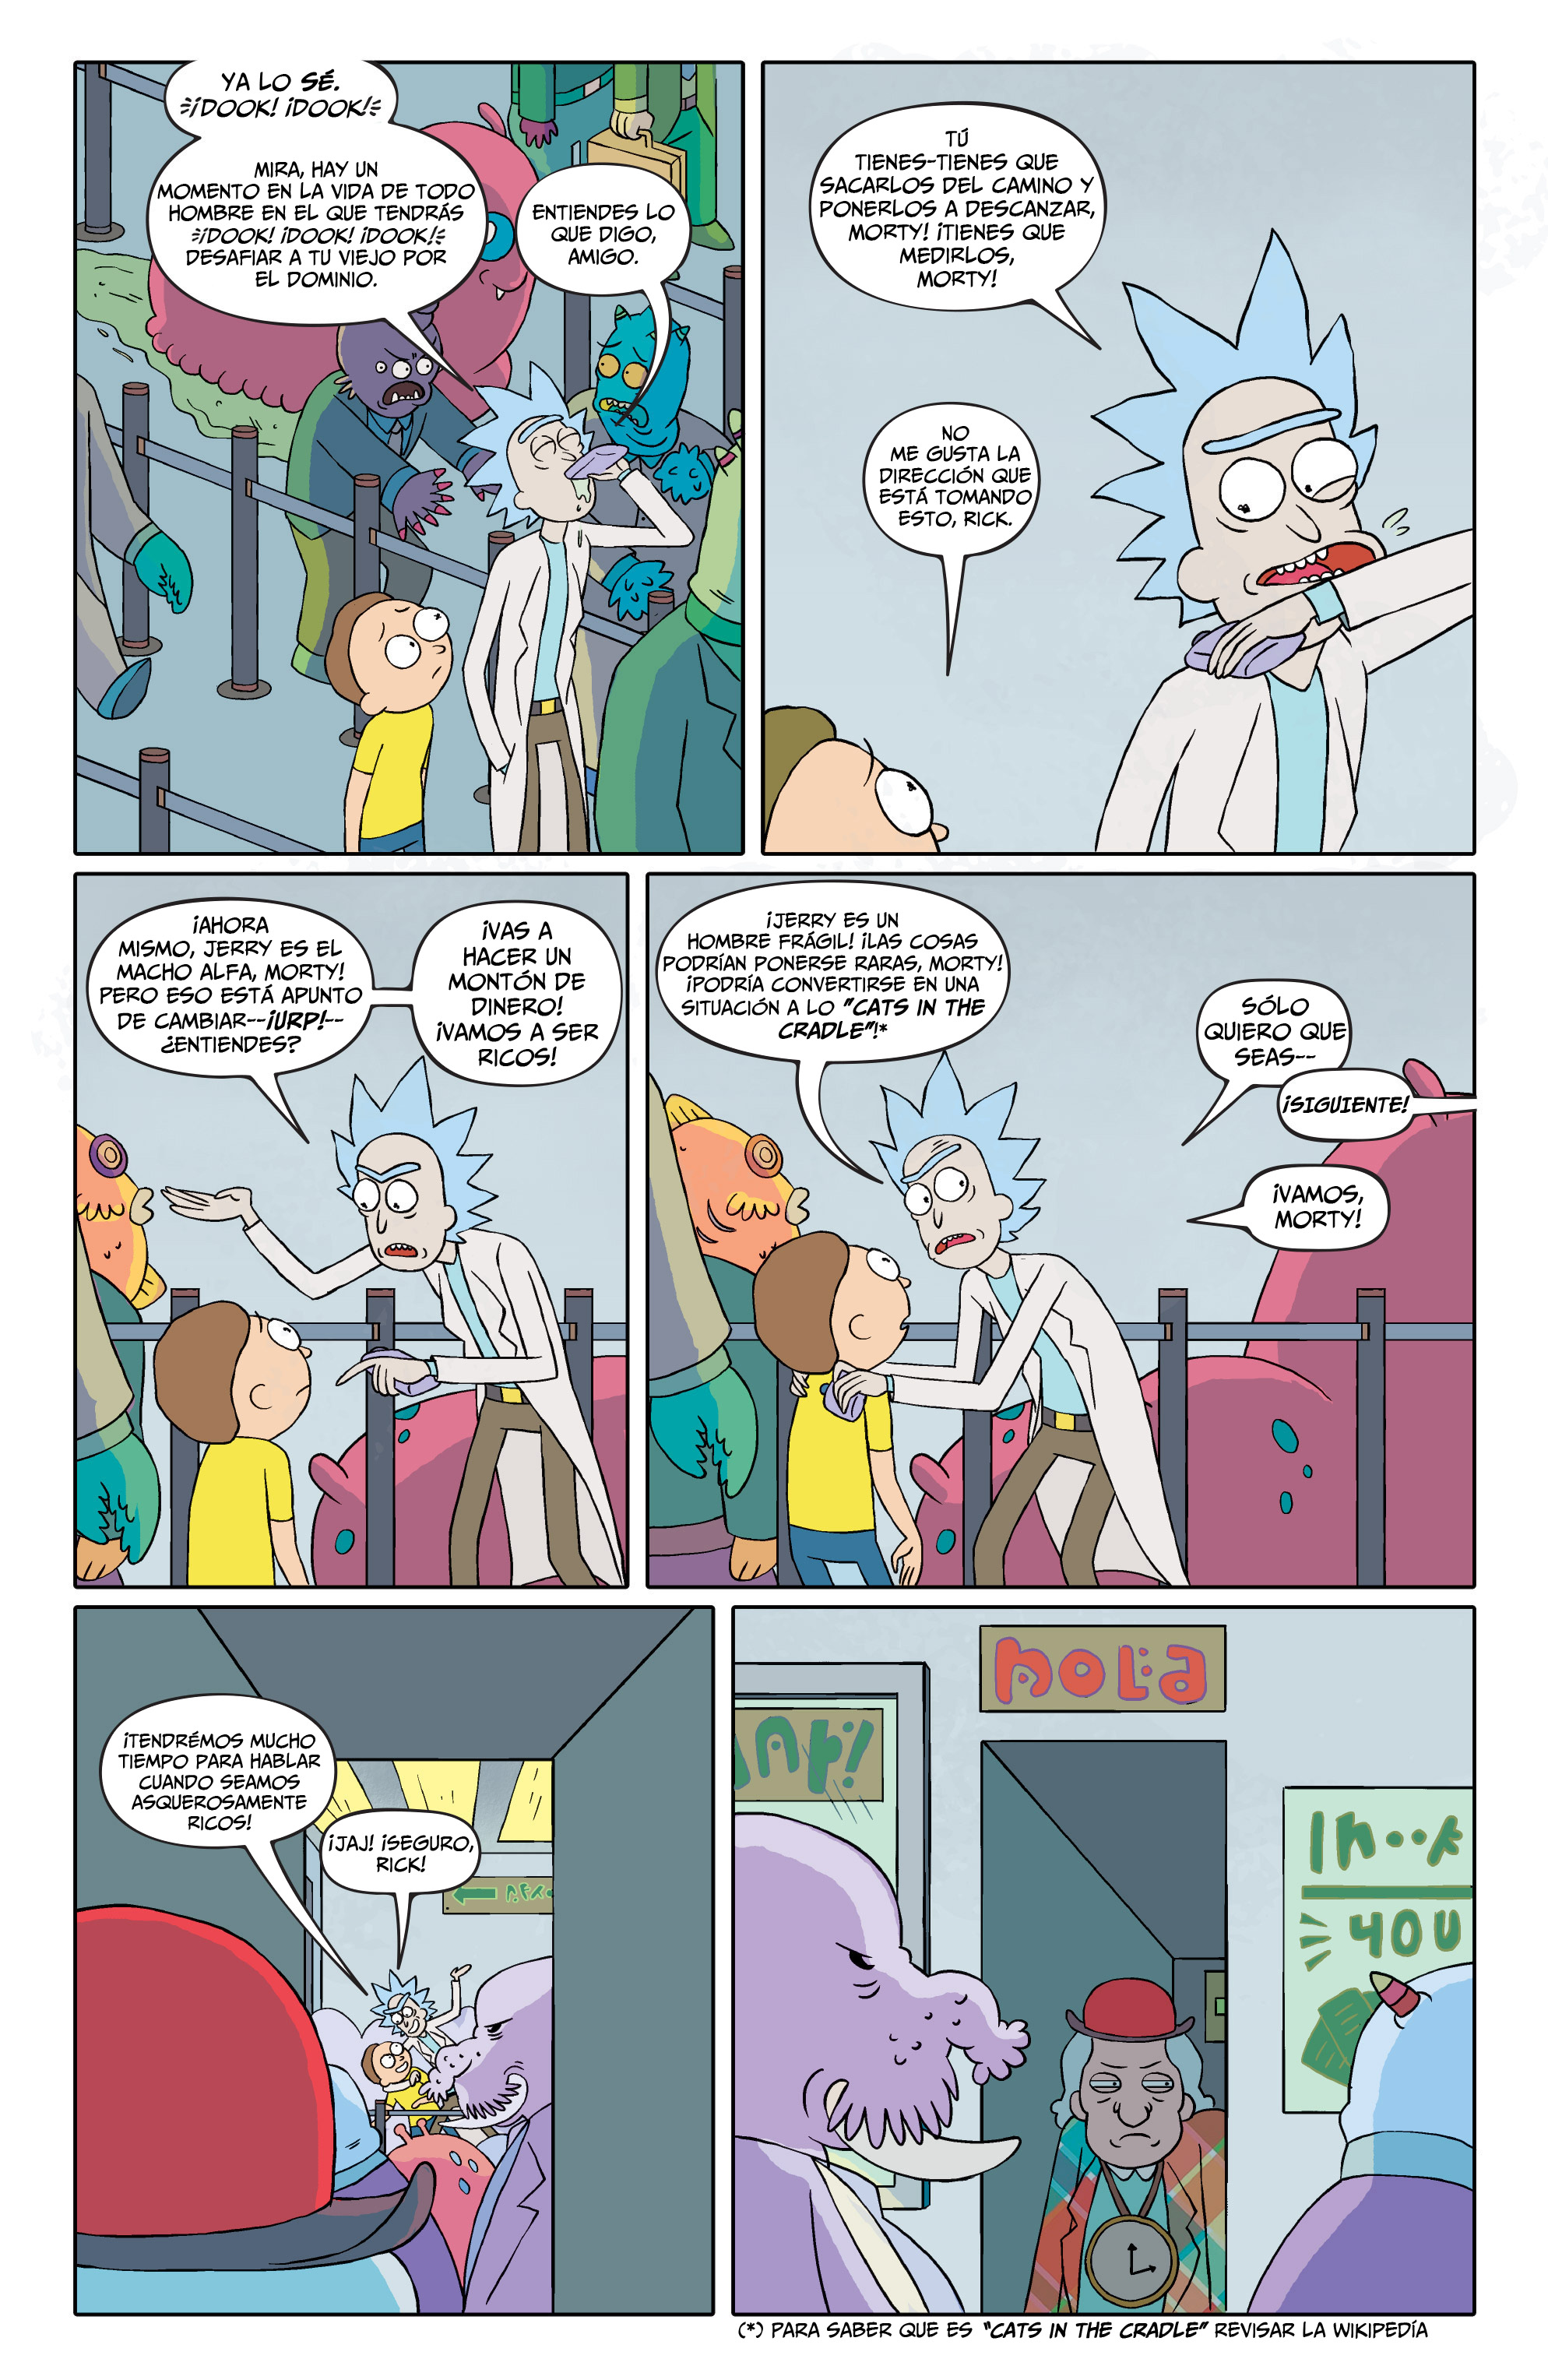 YA LO SÉ.
¡DOOK! ¡DOOK!
MIRA, HAY UN
MOMENTO EN LA VIDA DE TODO
HOMBRE EN EL QUE TENDRÁS
¡DOOK! ¡DOOK! ¡DOOK!
DESAFIAR A TU VIEJO POR
EL DOMINIO.
ENTIENDES LO
QUE DIGO,
AMIGO.
TÚ
TIENES-TIENES QUE
SACARLOS DEL CAMINO Y
PONERLOS A DESCANZAR,
MORTY! ¡TIENES QUE
MEDIRLOS,
MORTY!
NO
ME GUSTA LA
DIRECCIÓN QUE
ESTÁ TOMANDO
ESTO, RICK.
¡AHORA
MISMO, JERRY ES EL
MACHO ALFA, MORTY!
PERO ESO ESTÁ APUNTO
DE CAMBIAR--¡URP!--
¿ENTIENDES?
¡VAS A
HACER UN
MONTÓN DE
DINERO!
¡VAMOS A SER
RICOS!
¡JERRY ES UN
HOMBRE FRÁGIL! ¡LAS COSAS
PODRÍAN PONERSE RARAS, MORTY!
¡PODRÍA CONVERTIRSE EN UNA
SITUACIÓN A LO "CATS IN THE
CRADLE"!*
SÓLO
QUIERO QUE
SEAS--
¡SIGUIENTE!
¡VAMOS,
MORTY!
¡TENDRÉMOS MUCHO
TIEMPO PARA HABLAR
CUANDO SEAMOS
ASQUEROSAMENTE
RICOS!
¡JAJ! ¡SEGURO,
RICK!
YOU
(*) PARA SABER QUE ES "CATS IN THE CRADLE" REVISAR LA WIKIPEDÍA